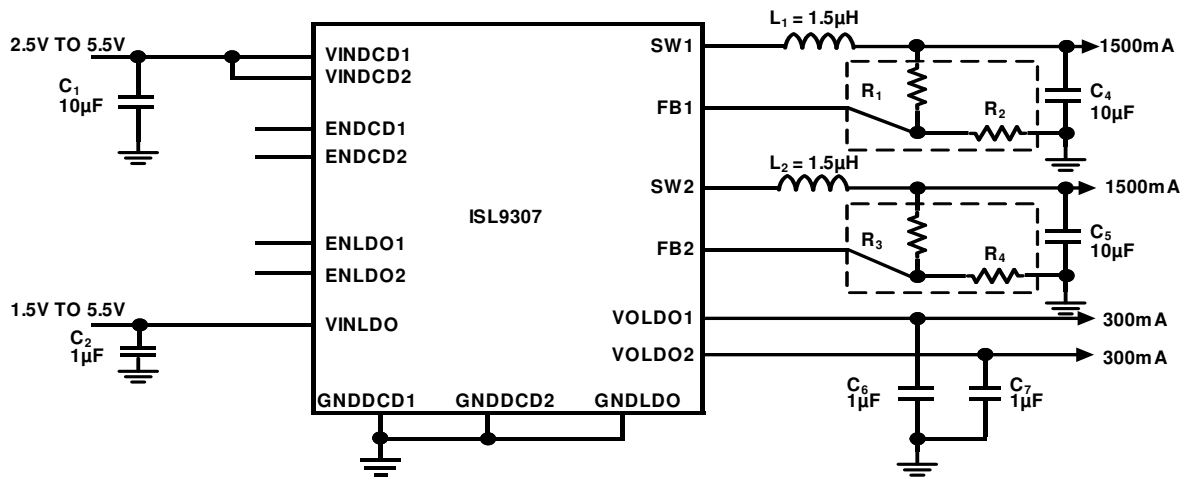 2.5V TO 5.5V
C1
10µF
VINDCD1
VINDCD2
ENDCD1
ENDCD2
ENLDO1
ENLDO2
1.5V TO 5.5V
C2
1µF
VINLDO
ISL9307
GNDDCD1 GNDDCD2 GNDLDO
SW1
FB1
SW2
FB2
VOLDO1
VOLDO2
L1 = 1.5µH
1500mA
R1
R2
C4
10µF
L2 = 1.5µH
1500mA
R3
R4
C5
10µF
300mA
300mA
C6
1µF
C7
1µF